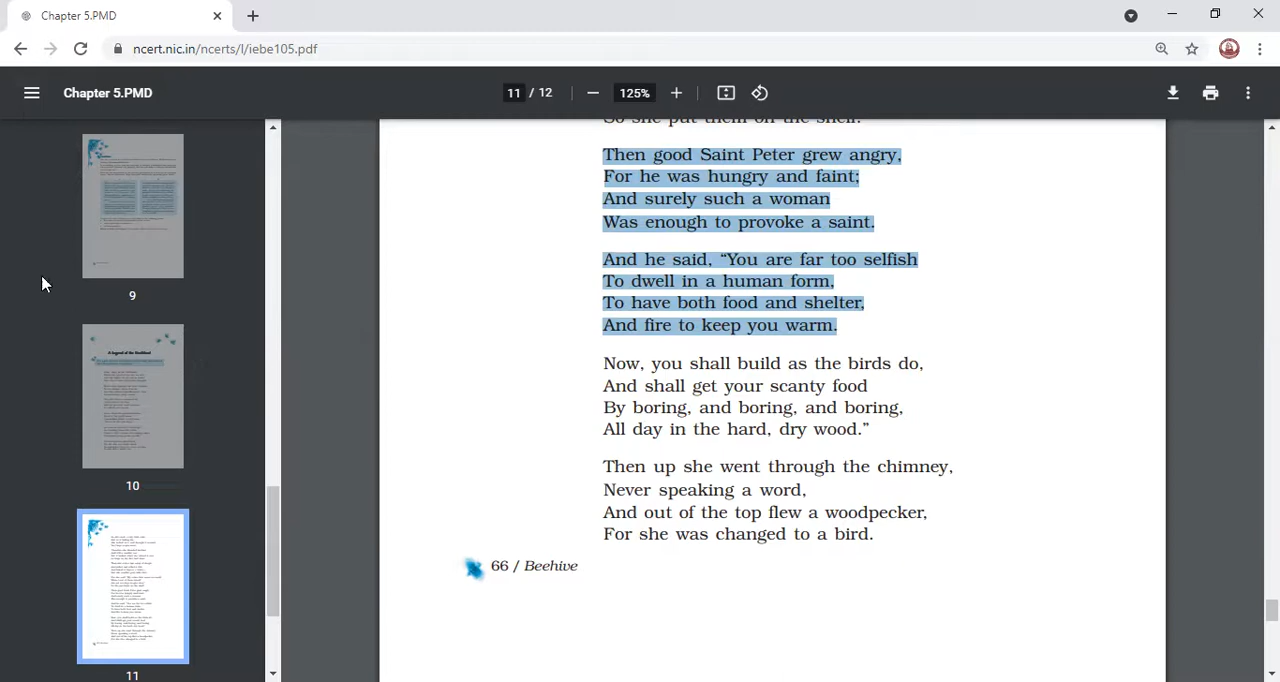 Chapter 5.PMD
ncert.nic.in/ncerts/l/iebe105.pdf
Chapter 5.PMD
11 / 12
125%
So she put them on the shelf.
Then good Saint Peter grew angry,
For he was hungry and faint;
And surely such a woman
Was enough to provoke a saint.
And he said, “You are far too selfish
To dwell in a human form,
To have both food and shelter,
And fire to keep you warm.
Now, you shall build as the birds do,
And shall get your scanty food
By boring, and boring, and boring,
All day in the hard, dry wood.”
Then up she went through the chimney,
Never speaking a word,
And out of the top flew a woodpecker,
For she was changed to a bird.
66 / Beehive
9
10
11